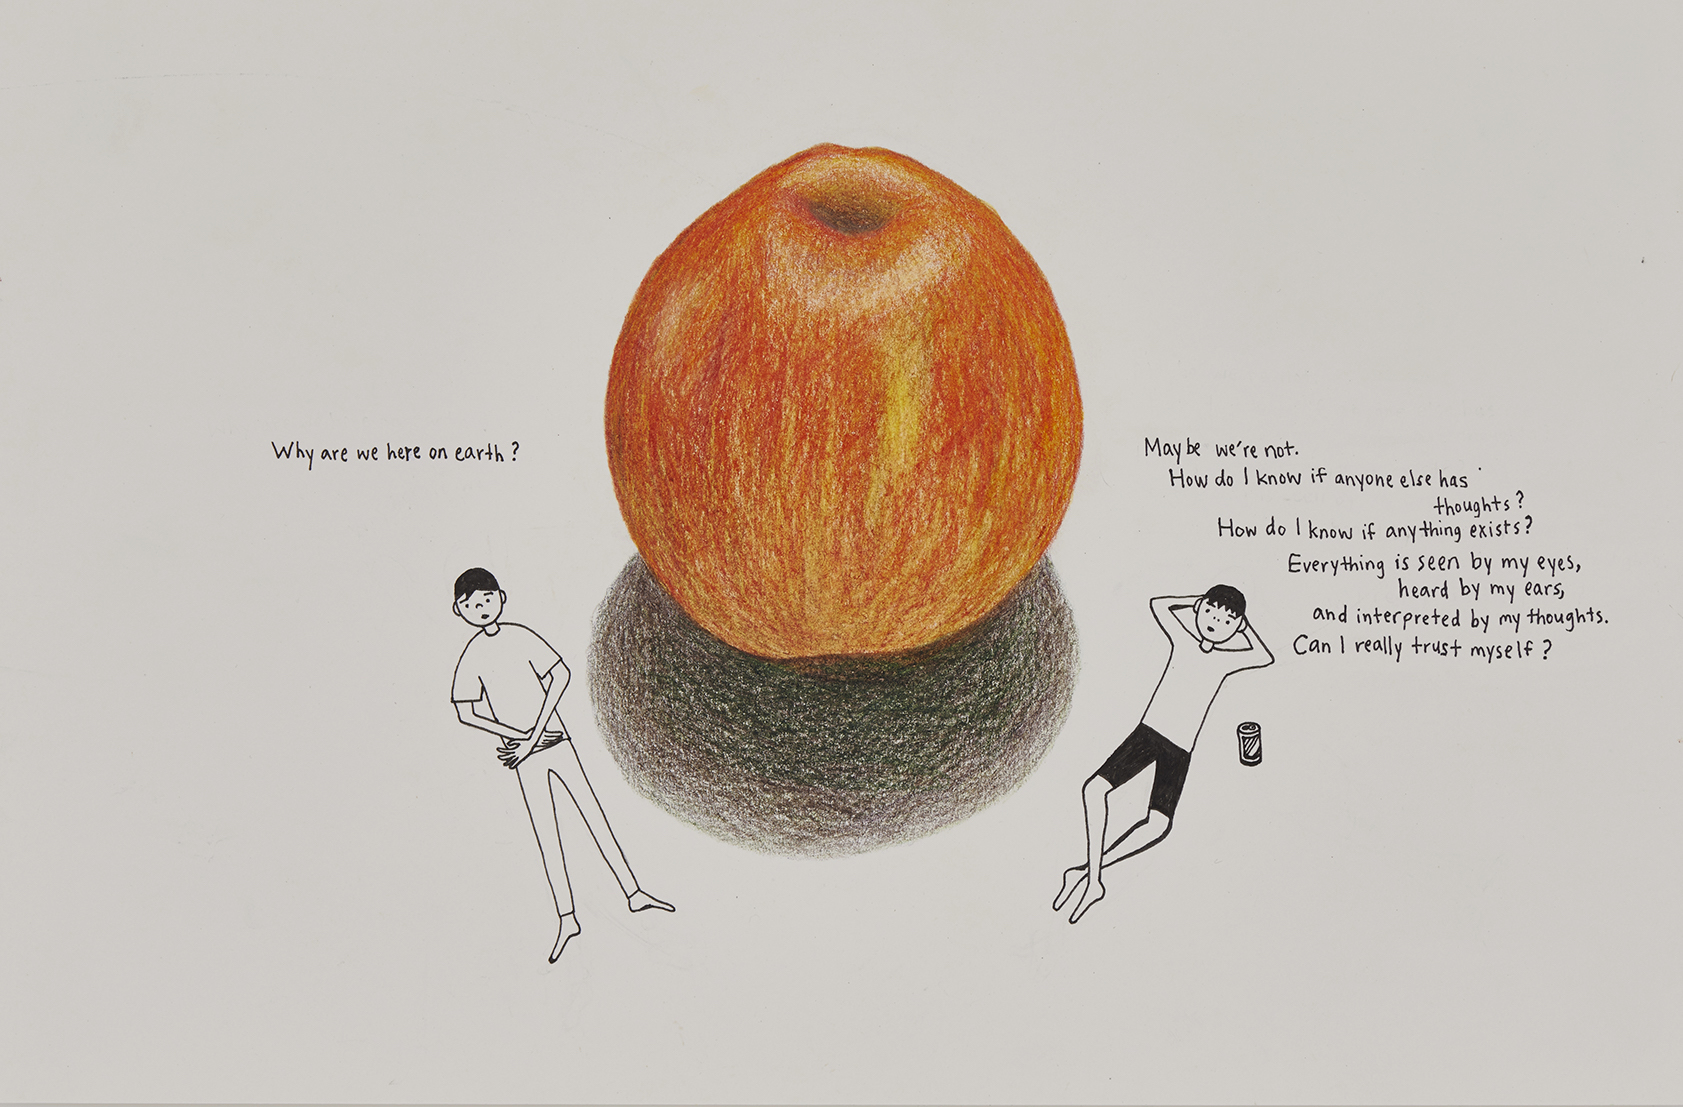 Why are we here on earth?
Maybe we're not.
How do I know if anyone else has
thoughts?
How do I know if anything exists?
Everything is seen by my eyes,
heard by my ears,
and interpreted by my thoughts.
Can I really trust myself?